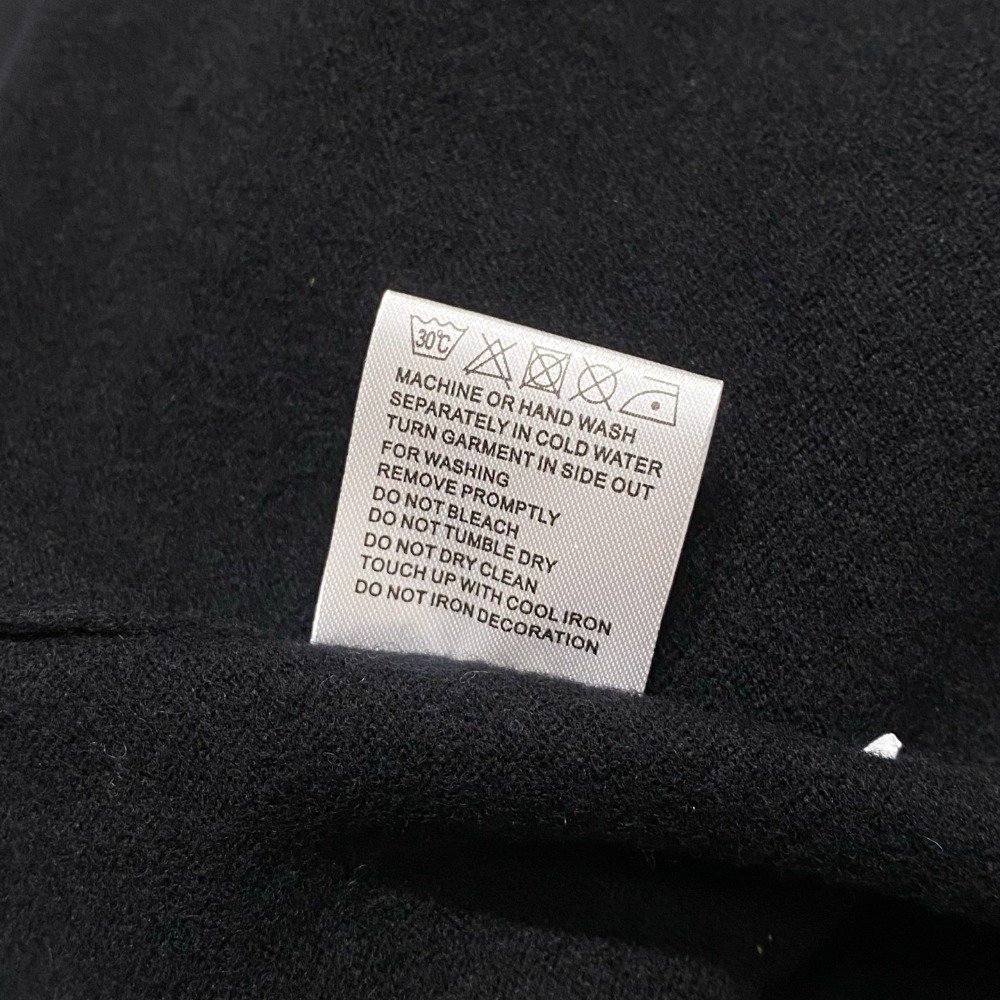 30℃
MACHINE OR HAND WASH
SEPARATELY IN COLD WATER
TURN GARMENT IN SIDE OUT
FOR WASHING
REMOVE PROMPTLY
DO NOT BLEACH
DO NOT TUMBLE DRY
DO NOT DRY CLEAN
TOUCH UP WITH COOL IRON
DO NOT IRON DECORATION